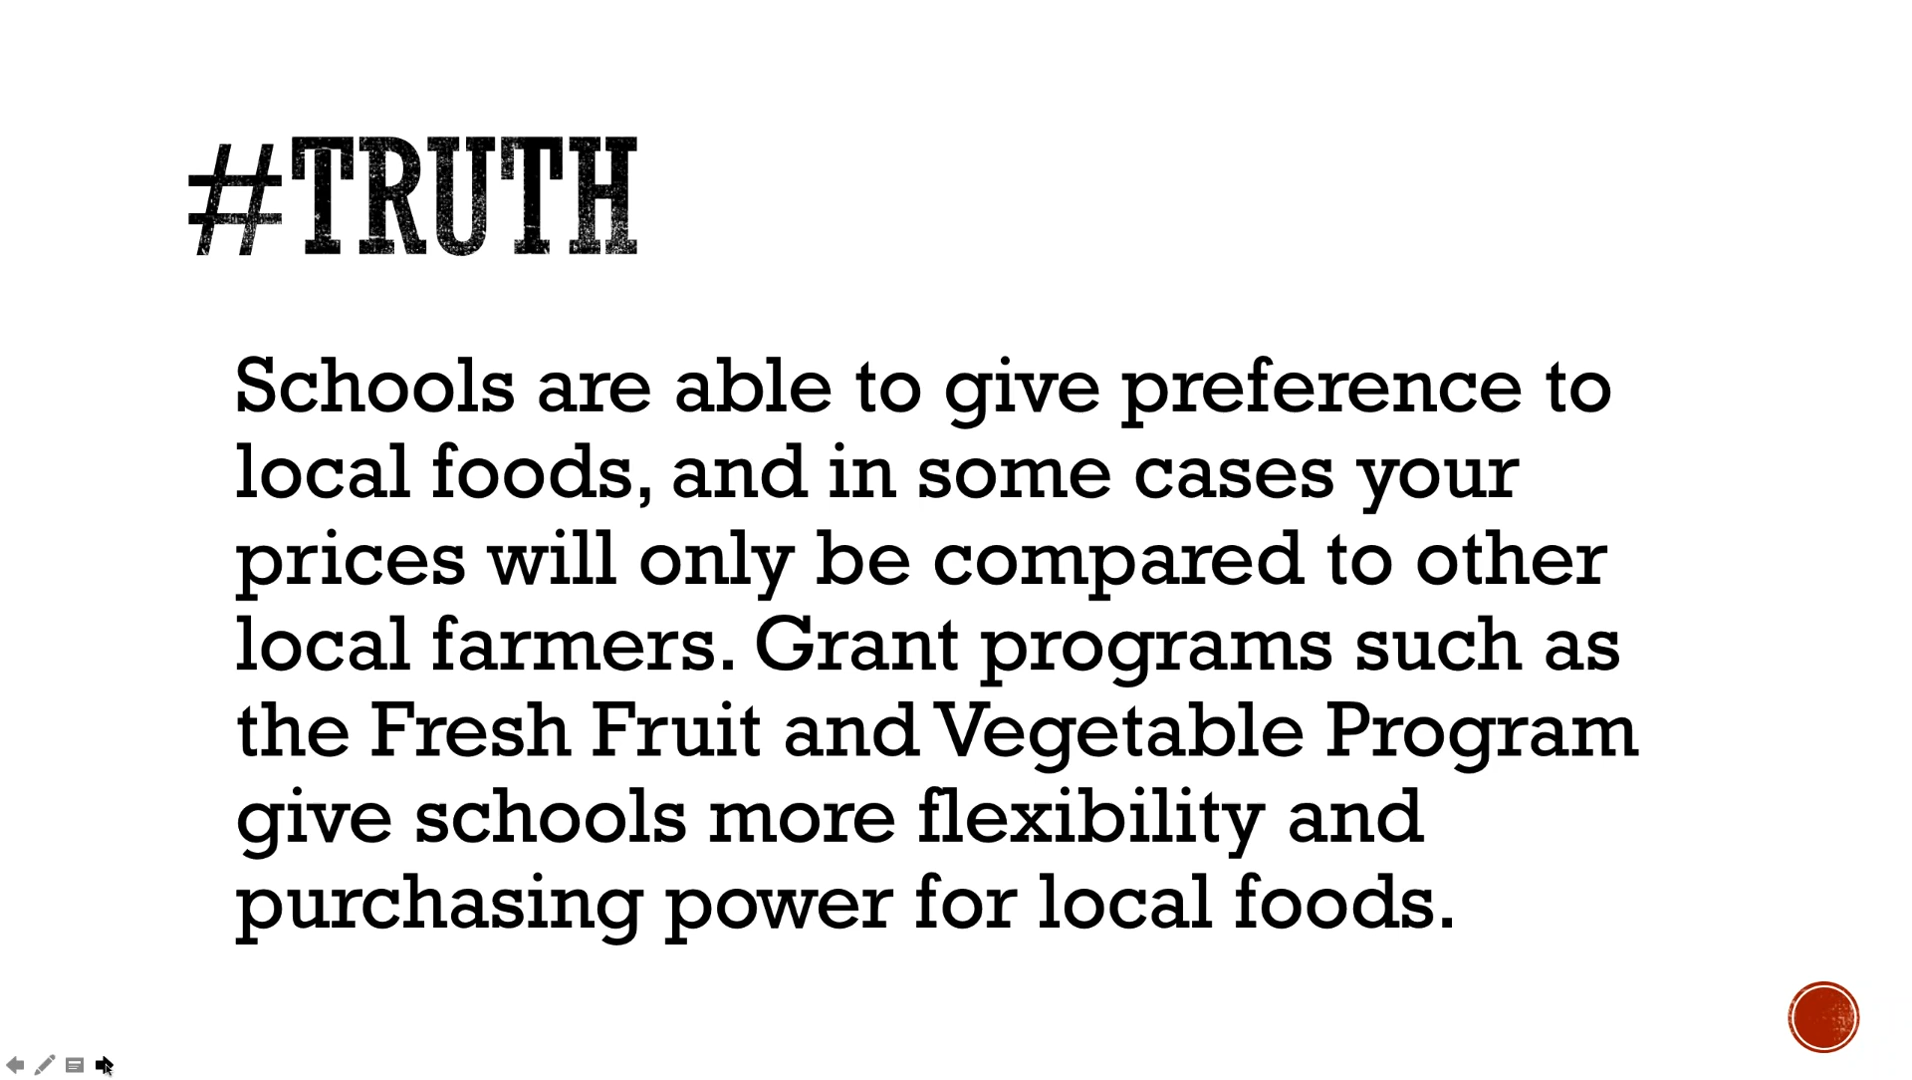 #TRUTH
Schools are able to give preference to
local foods, and in some cases your
prices will only be compared to other
local farmers. Grant programs such as
the Fresh Fruit and Vegetable Program
give schools more flexibility and
purchasing power for local foods.